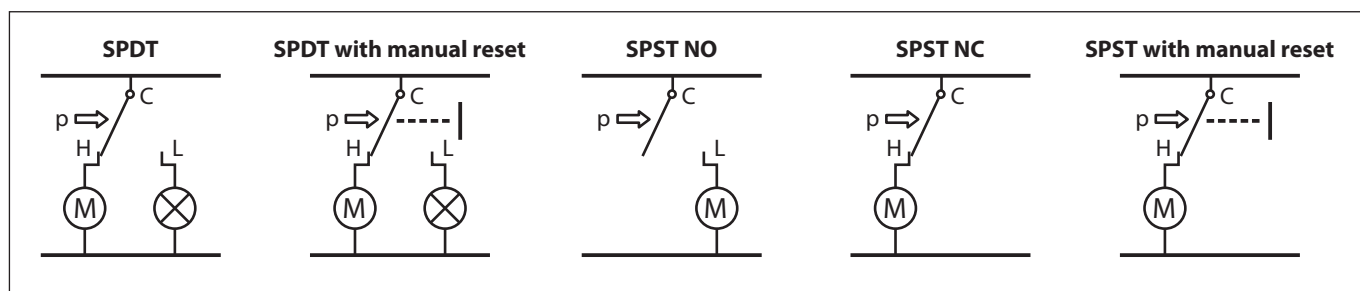 SPDT
SPDT with manual reset
SPST NO
SPST NC
SPST with manual reset
C
C
C
C
C
p
p
p
p
p
H
L
H
L
L
H
H
M
M
M
M
M